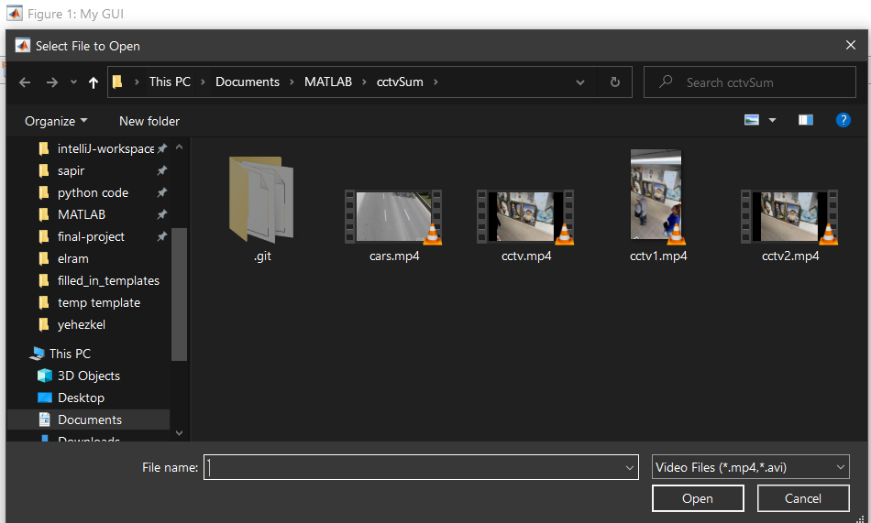 Figure 1: My GUI
Select File to Open
This PC > Documents > MATLAB > cctvSum >
Search cctvSum
Organize
New folder
intelliJ-workspace
sapir
python code
MATLAB
final-project
elram
filled_in_templates
temp template
yehezkel
This PC
3D Objects
Desktop
Documents
Downloads
.git
cars.mp4
cctv.mp4
cctv1.mp4
cctv2.mp4
File name:
Video Files (*.mp4,*.avi)
Open
Cancel